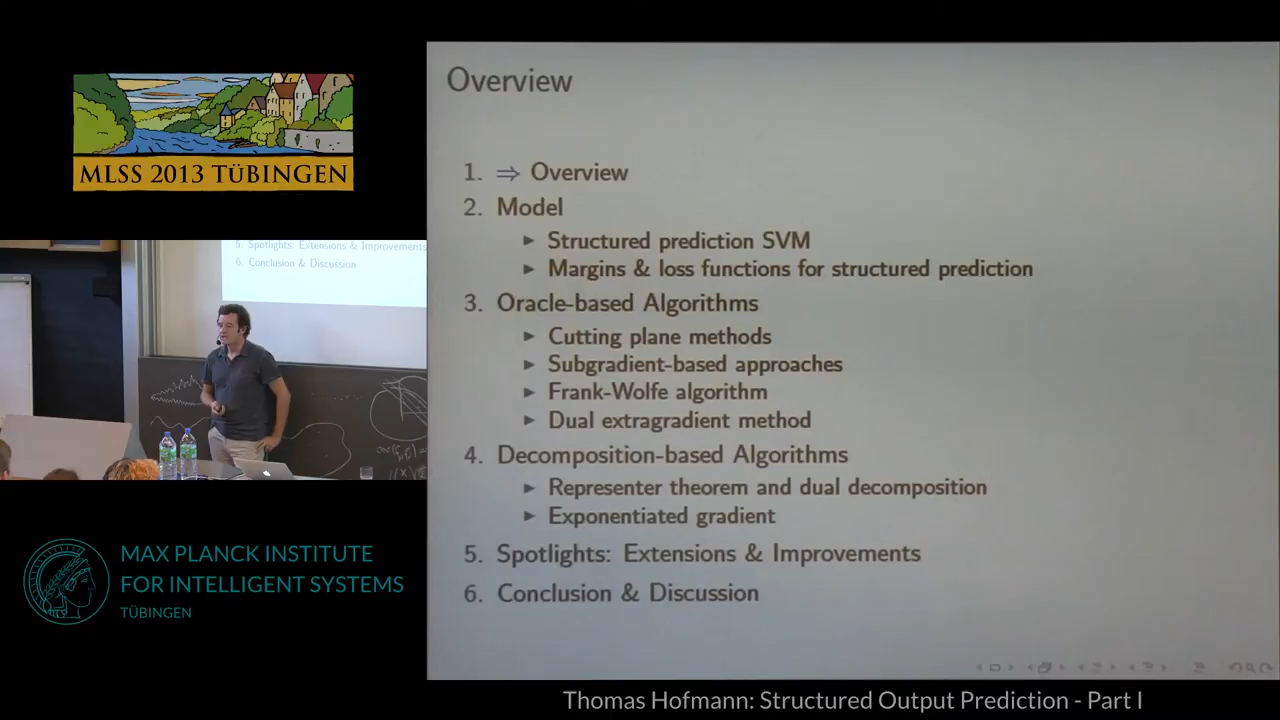 MLSS 2013 TÜBINGEN
5. Spotlights: Extensions & Improvements
6. Conclusion & Discussion
MAX PLANCK INSTITUTE
FOR INTELLIGENT SYSTEMS
TÜBINGEN
Overview
1. ⇒ Overview
2. Model
▶ Structured prediction SVM
▶ Margins & loss functions for structured prediction
3. Oracle-based Algorithms
▶ Cutting plane methods
▶ Subgradient-based approaches
▶ Frank-Wolfe algorithm
▶ Dual extragradient method
4. Decomposition-based Algorithms
▶ Representer theorem and dual decomposition
▶ Exponentiated gradient
5. Spotlights: Extensions & Improvements
6. Conclusion & Discussion
Thomas Hofmann: Structured Output Prediction - Part I